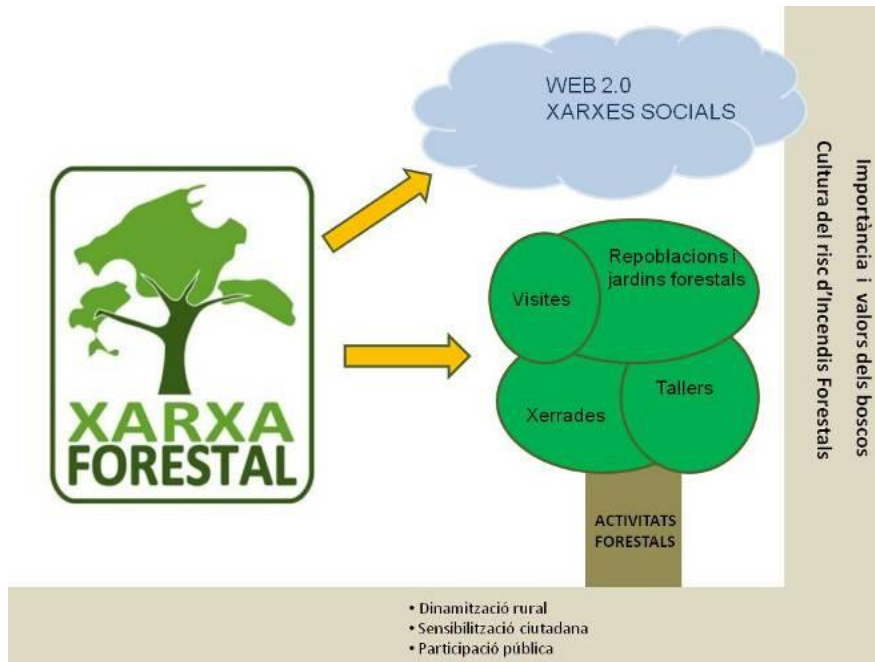 WEB 2.0
XARXES SOCIALS
XARXA
FORESTAL
Visites
Repoblacions i
jardins forestals
Xerrades
Tallers
ACTIVITATS
FORESTALS
Importància i valors dels boscos
Cultura del risc d'Incendis Forestals
• Dinamització rural
• Sensibilització ciutadana
• Participació pública